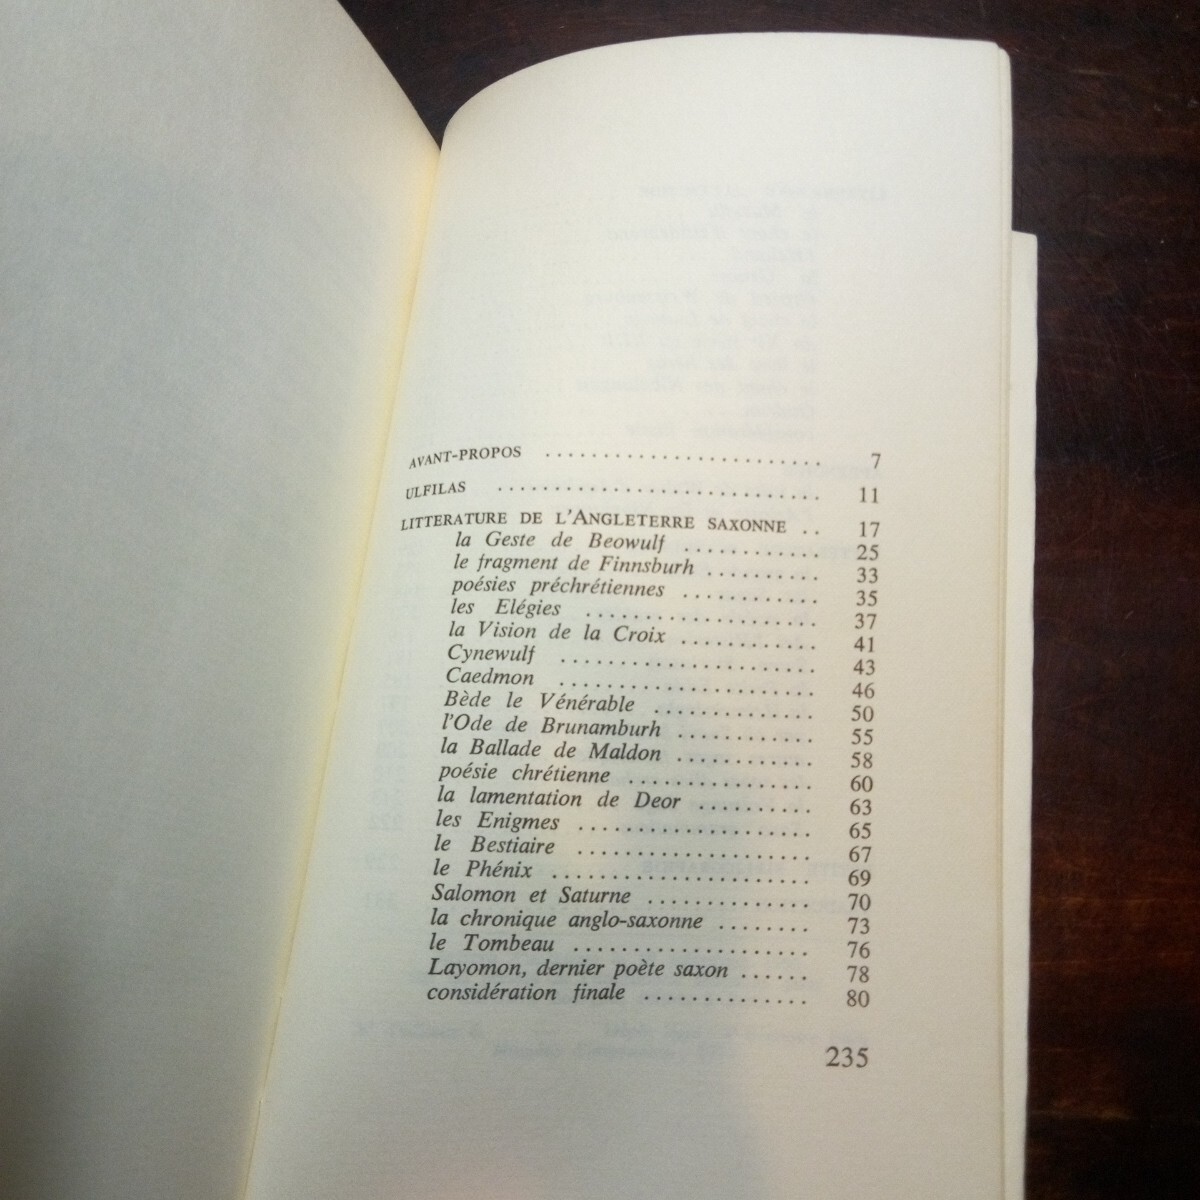 AVANT-PROPOS ........................ 7
ULFILAS ............................ 11
LITTERATURE DE L'ANGLETERRE SAXONNE .. 17
la Geste de Beowulf ............ 25
le fragment de Finnsburh .......... 33
poésies préchrétiennes ............ 35
les Elégies .................... 37
la Vision de la Croix ............ 41
Cynewulf ...................... 43
Caedmon ...................... 46
Bède le Vénérable .............. 50
l'Ode de Brunamburh ............ 55
la Ballade de Maldon ............ 58
poésie chrétienne ................ 60
la lamentation de Deor .......... 63
les Enigmes .................... 65
le Bestiaire .................... 67
le Phénix ...................... 69
Salomon et Saturne .............. 70
la chronique anglo-saxonne ........ 73
le Tombeau .................... 76
Layomon, dernier poète saxon ...... 78
considération finale .............. 80
235